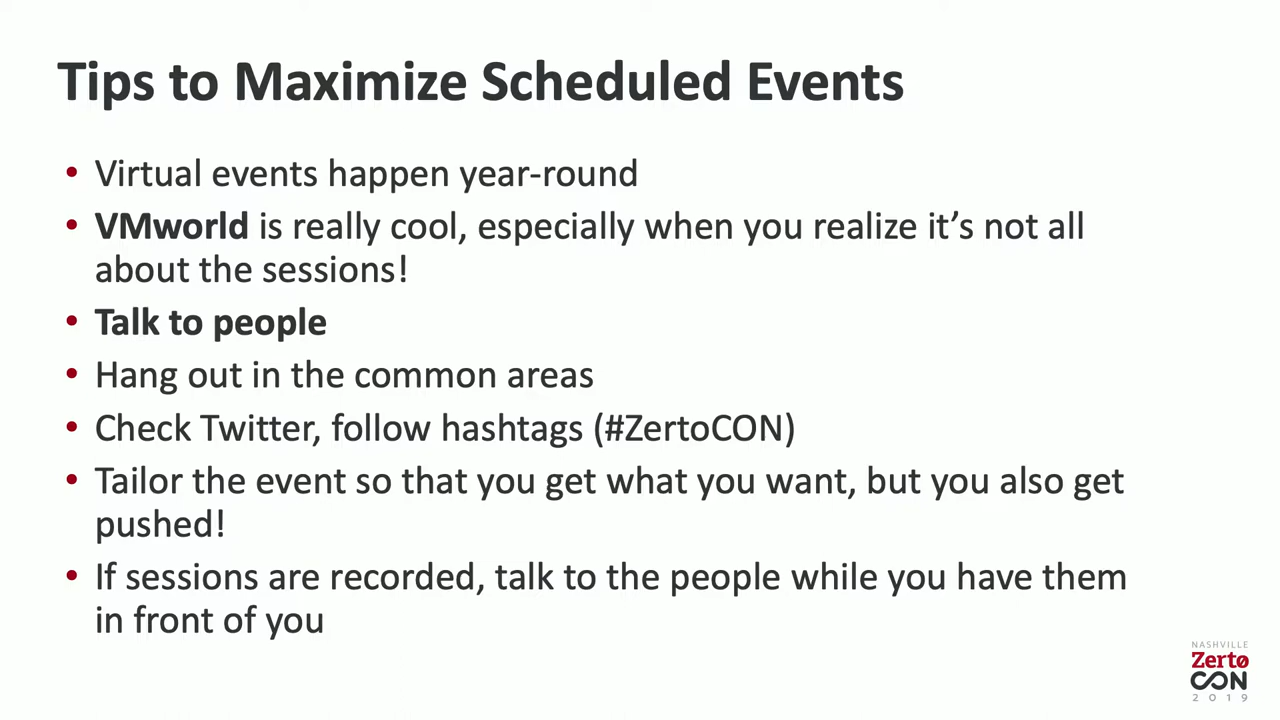 Tips to Maximize Scheduled Events
• Virtual events happen year-round
• VMworld is really cool, especially when you realize it’s not all
about the sessions!
• Talk to people
• Hang out in the common areas
• Check Twitter, follow hashtags (#ZertoCON)
• Tailor the event so that you get what you want, but you also get
pushed!
• If sessions are recorded, talk to the people while you have them
in front of you
NASHVILLE
Zerto
CON
2019